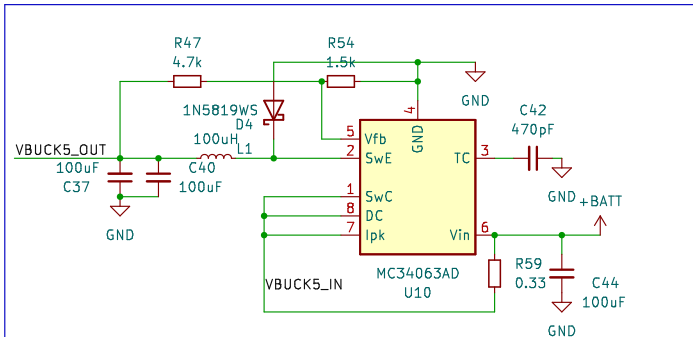 R47
4.7k
R54
1.5k
GND
1N5819WS
D4
4
GND
C42
470pF
100uH
L1
VBUCK5_OUT
5
Vfb
2
SwE
TC
3
100uF
C37
C40
100uF
GND
GND
+BATT
1
SwC
8
DC
7
Ipk
Vin
6
VBUCK5_IN
MC34063AD
U10
R59
0.33
C44
100uF
GND